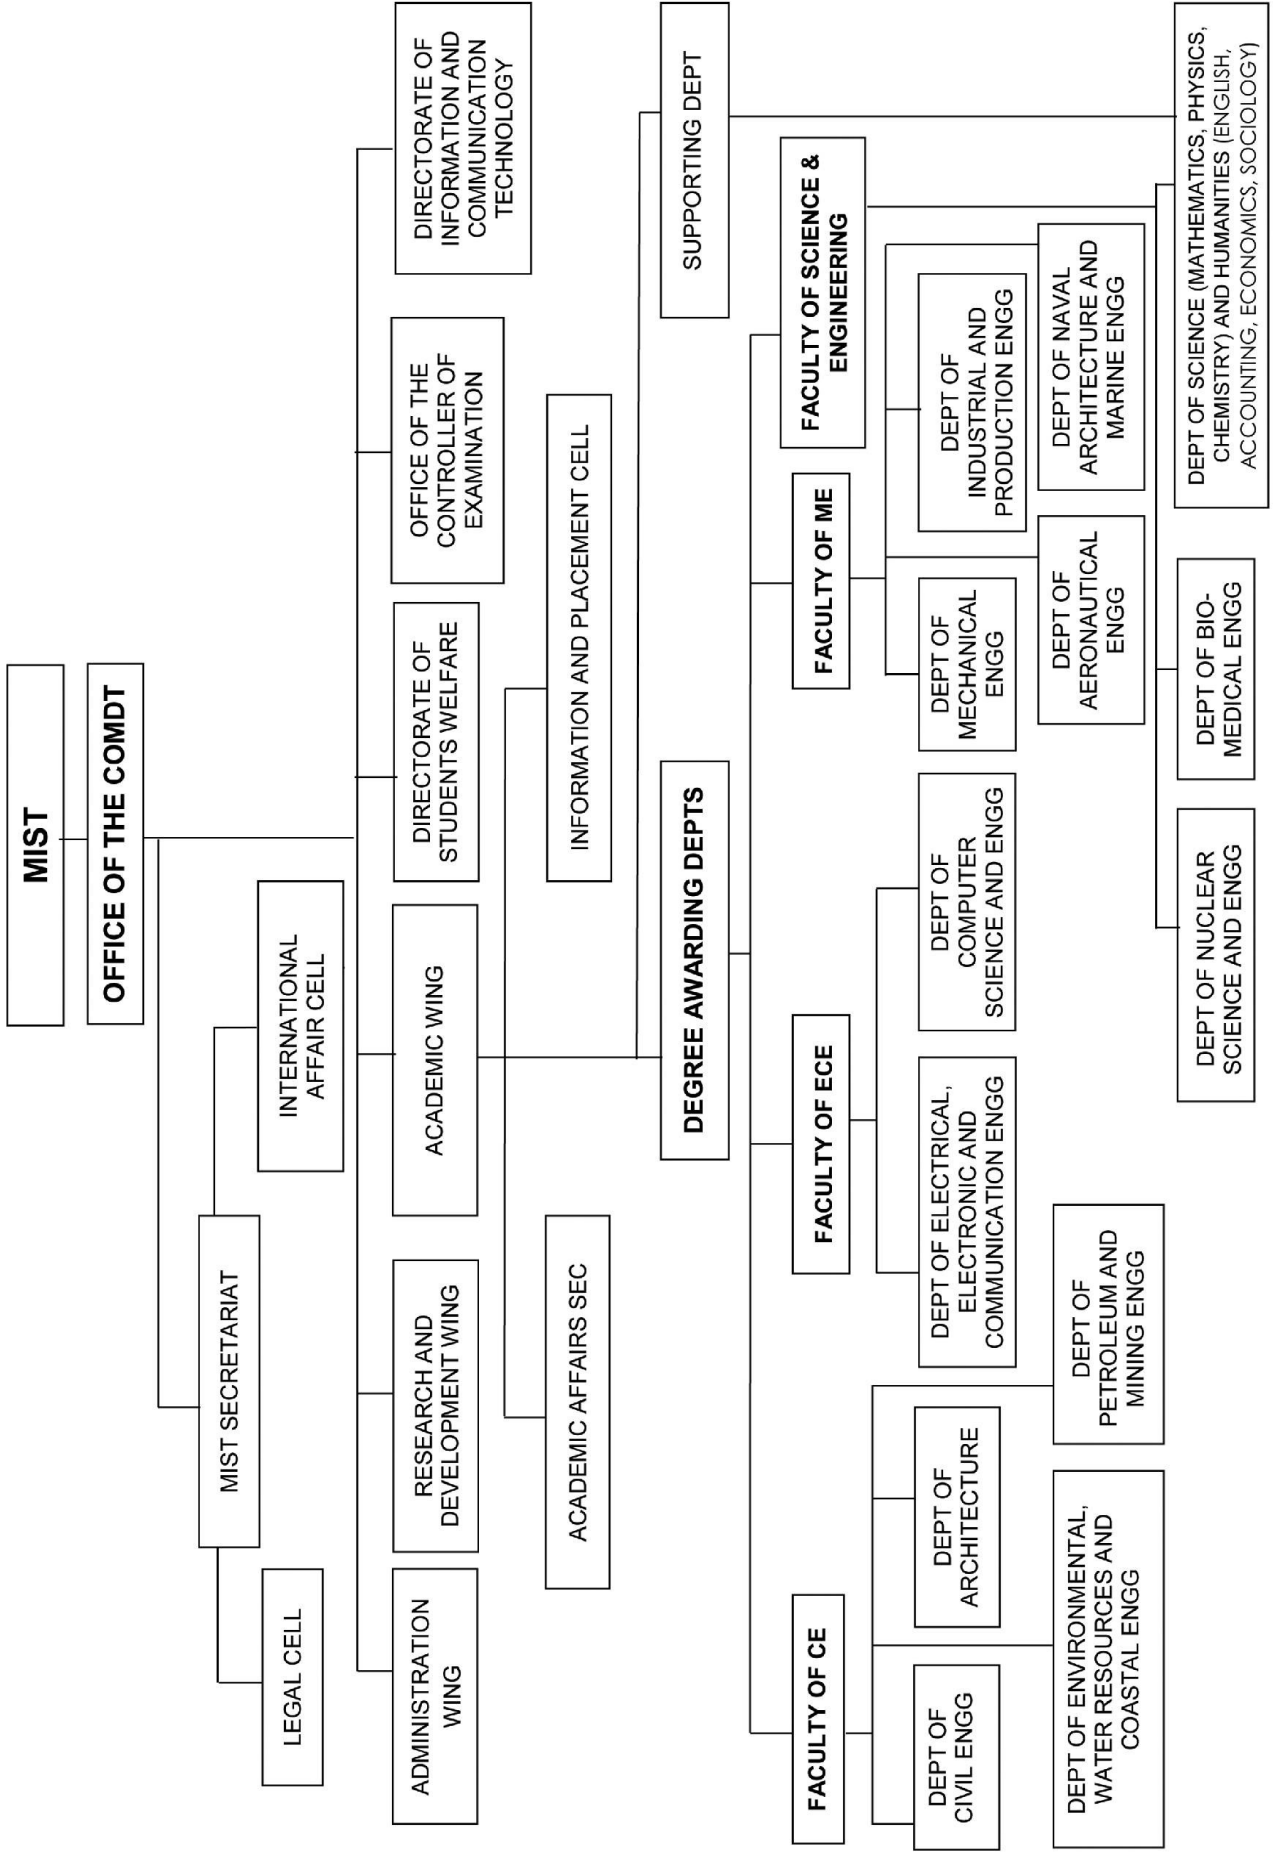 MIST
OFFICE OF THE COMDT
MIST SECRETARIAT
LEGAL CELL
INTERNATIONAL
AFFAIR CELL
ADMINISTRATION
WING
RESEARCH AND
DEVELOPMENT WING
ACADEMIC WING
DIRECTORATE OF
STUDENTS WELFARE
OFFICE OF THE
CONTROLLER OF
EXAMINATION
DIRECTORATE OF
INFORMATION AND
COMMUNICATION
TECHNOLOGY
ACADEMIC AFFAIRS SEC
INFORMATION AND PLACEMENT CELL
DEGREE AWARDING DEPTS
SUPPORTING DEPT
FACULTY OF CE
FACULTY OF ECE
FACULTY OF ME
FACULTY OF SCIENCE &
ENGINEERING
DEPT OF
CIVIL ENGG
DEPT OF
ARCHITECTURE
DEPT OF ELECTRICAL,
ELECTRONIC AND
COMMUNICATION ENGG
DEPT OF
COMPUTER
SCIENCE AND ENGG
DEPT OF
MECHANICAL
ENGG
DEPT OF
INDUSTRIAL AND
PRODUCTION ENGG
DEPT OF ENVIRONMENTAL,
WATER RESOURCES AND
COASTAL ENGG
DEPT OF
PETROLEUM AND
MINING ENGG
DEPT OF
AERONAUTICAL
ENGG
DEPT OF NAVAL
ARCHITECTURE AND
MARINE ENGG
DEPT OF NUCLEAR
SCIENCE AND ENGG
DEPT OF BIO-
MEDICAL ENGG
DEPT OF SCIENCE (MATHEMATICS, PHYSICS,
CHEMISTRY) AND HUMANITIES (ENGLISH,
ACCOUNTING, ECONOMICS, SOCIOLOGY)